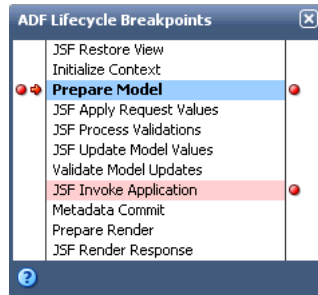 ADF Lifecycle Breakpoints
JSF Restore View
Initialize Context
Prepare Model
JSF Apply Request Values
JSF Process Validations
JSF Update Model Values
Validate Model Updates
JSF Invoke Application
Metadata Commit
Prepare Render
JSF Render Response
?